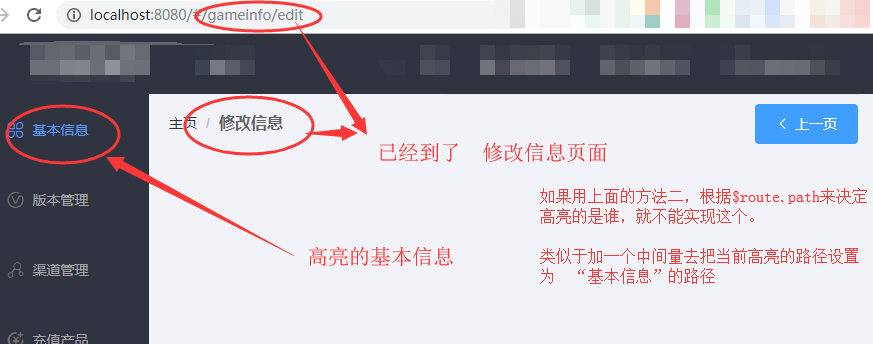 localhost:8080/#/gameinfo/edit
基本信息
主页 / 修改信息
上一页
已经到了 修改信息页面
版本管理
如果用上面的方法二，根据$route.path来决定
高亮的是谁，就不能实现这个。
高亮的基本信息
类似于加一个中间量去把当前高亮的路径设置
为 “基本信息”的路径
渠道管理
充值产品